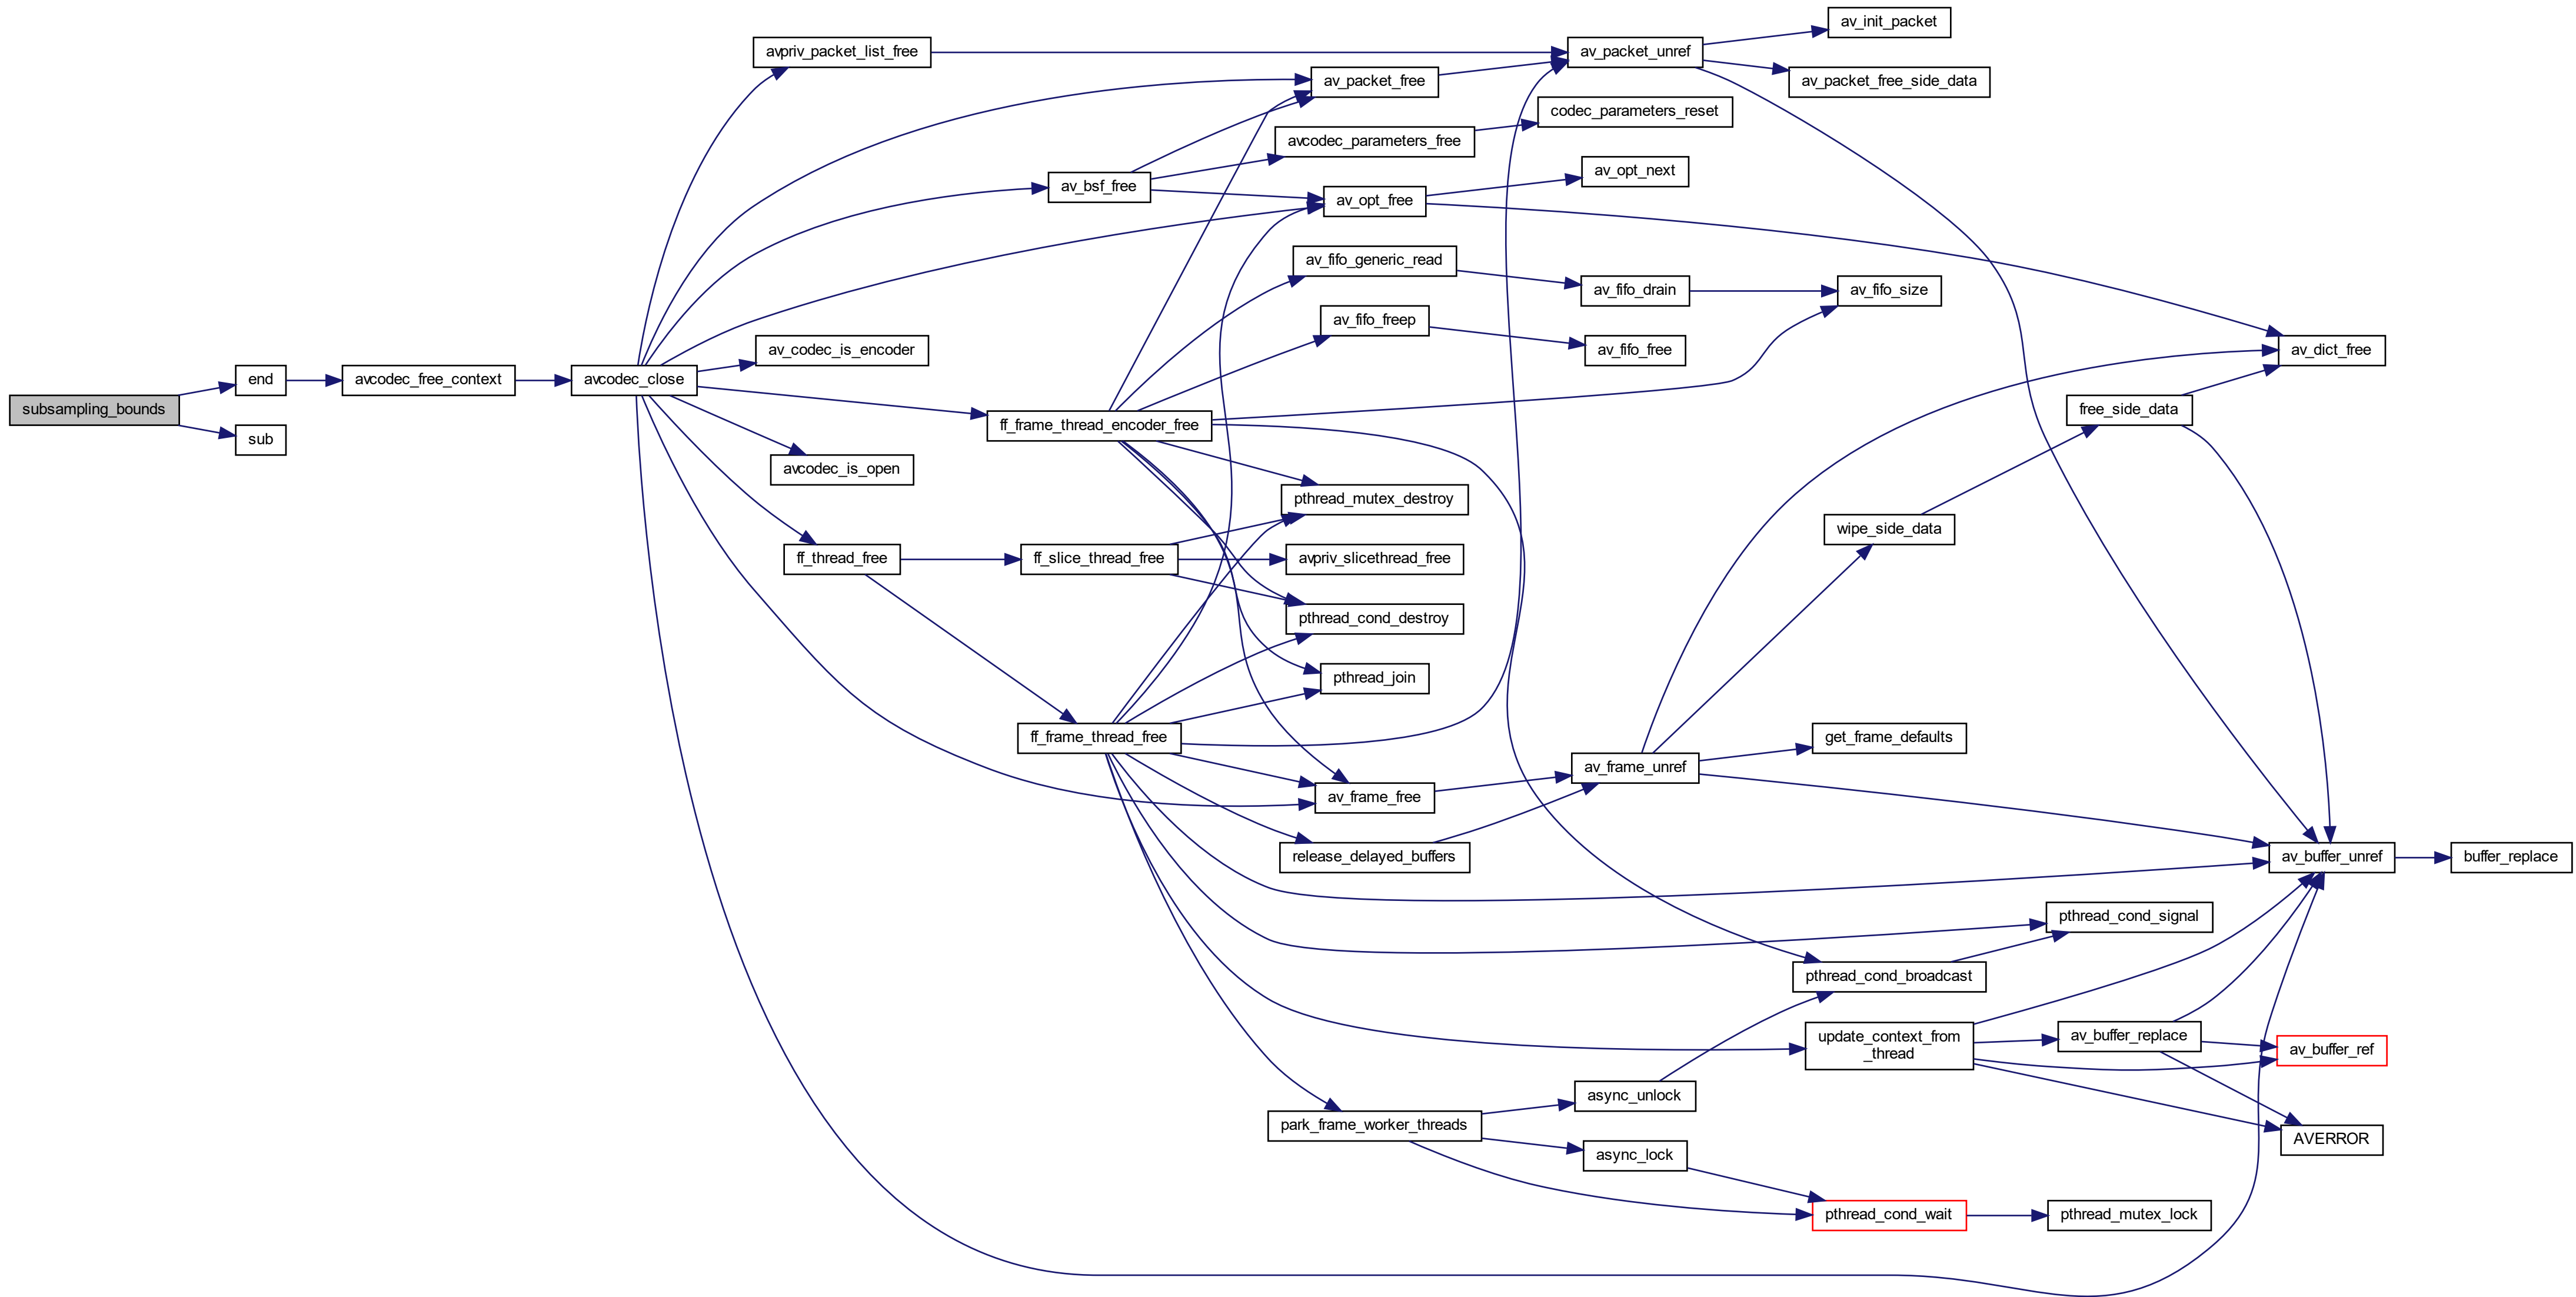 subsampling_bounds
end
sub
avcodec_free_context
avcodec_close
avpriv_packet_list_free
av_codec_is_encoder
avcodec_is_open
ff_thread_free
av_bsf_free
ff_frame_thread_encoder_free
ff_slice_thread_free
ff_frame_thread_free
av_packet_free
avcodec_parameters_free
av_opt_free
av_fifo_generic_read
av_fifo_freep
pthread_mutex_destroy
avpriv_slicethread_free
pthread_cond_destroy
pthread_join
av_frame_free
release_delayed_buffers
park_frame_worker_threads
av_packet_unref
codec_parameters_reset
av_opt_next
av_fifo_drain
av_fifo_free
av_frame_unref
async_unlock
async_lock
av_init_packet
av_packet_free_side_data
av_fifo_size
wipe_side_data
get_frame_defaults
pthread_cond_broadcast
update_context_from
_thread
pthread_cond_wait
free_side_data
pthread_cond_signal
av_buffer_replace
pthread_mutex_lock
av_dict_free
av_buffer_unref
av_buffer_ref
AVERROR
buffer_replace